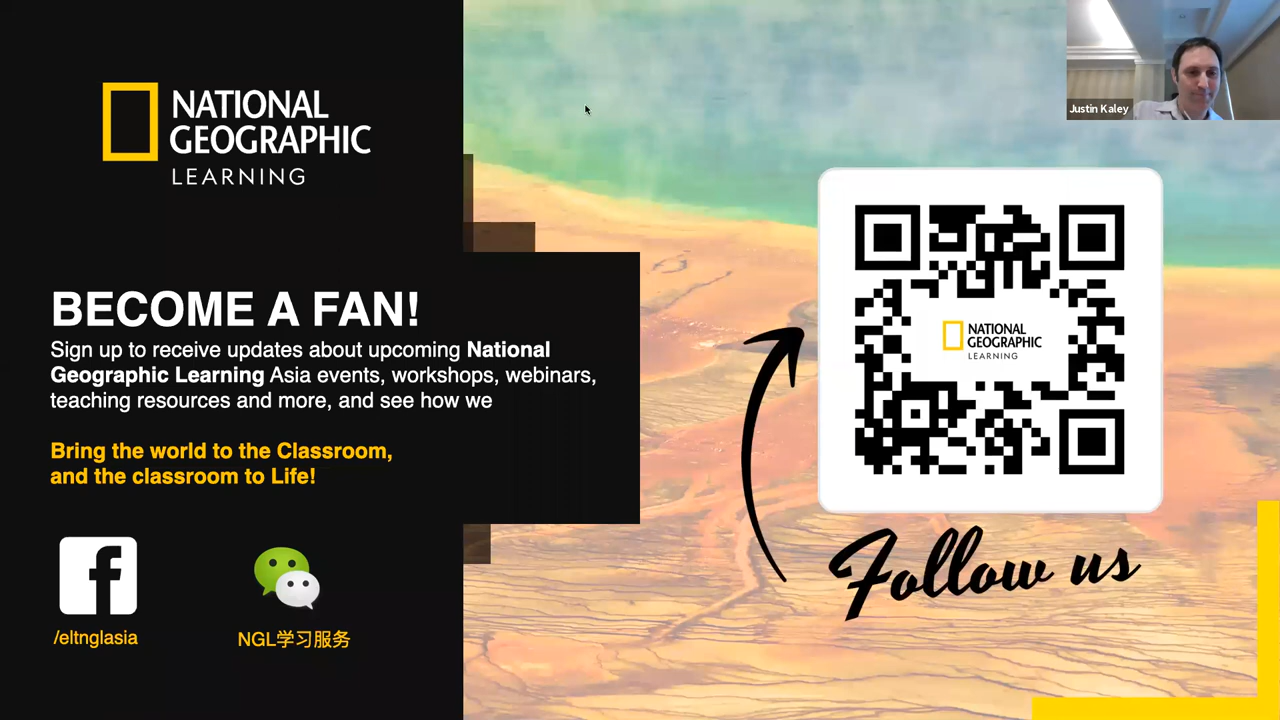 NATIONAL
GEOGRAPHIC
LEARNING
Justin Kaley
BECOME A FAN!
Sign up to receive updates about upcoming National
Geographic Learning Asia events, workshops, webinars,
teaching resources and more, and see how we
Bring the world to the Classroom,
and the classroom to Life!
/eltnglasia
NGL学习服务
NATIONAL
GEOGRAPHIC
LEARNING
Follow us